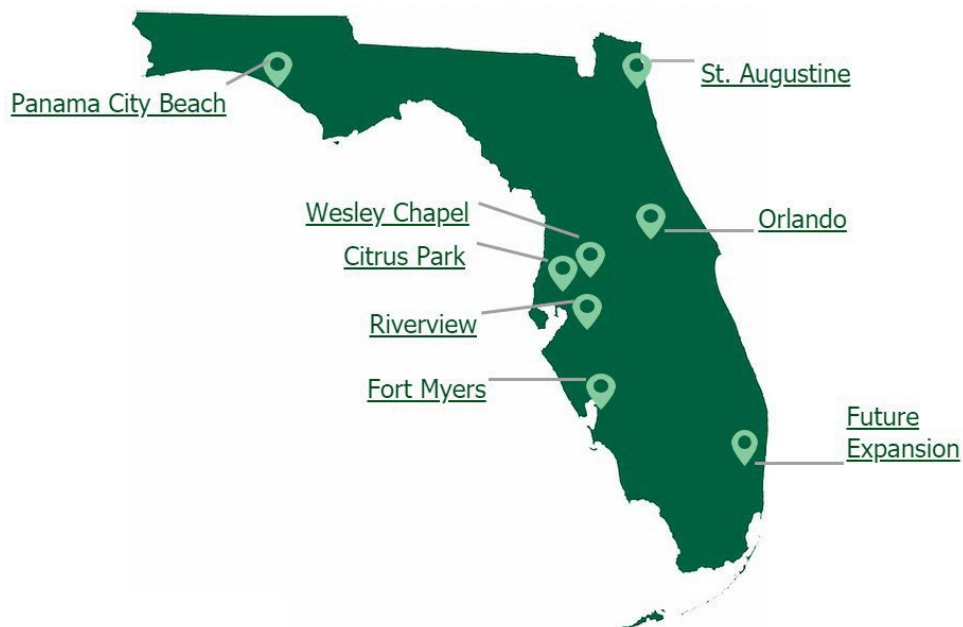 Panama City Beach
St. Augustine
Wesley Chapel
Orlando
Citrus Park
Riverview
Fort Myers
Future
Expansion